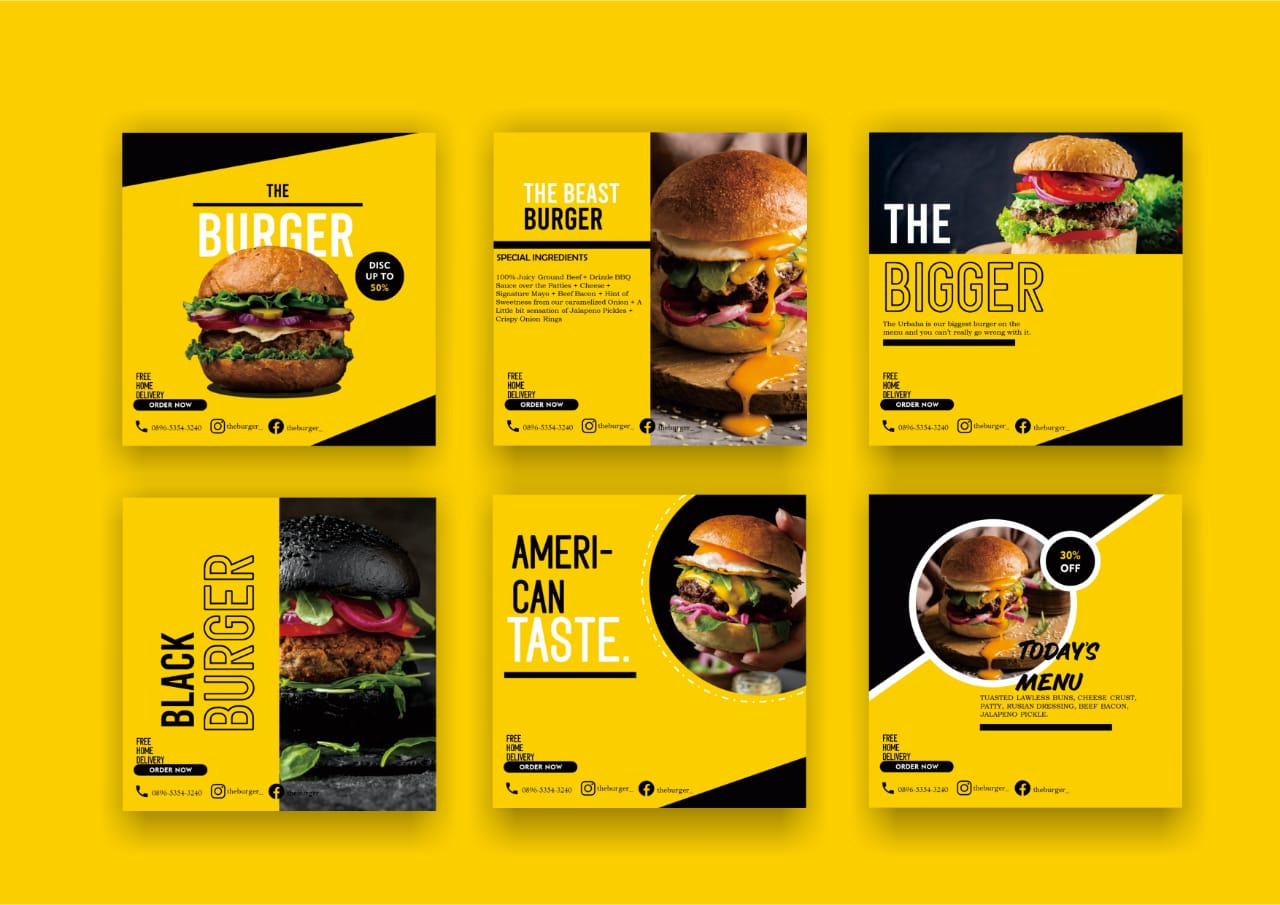 THE
BURGER
DISC
UP TO
50%
FREE
HOME
DELIVERY
ORDER NOW
0896-5354-3240
theburger_
theburger_
THE BEAST
BURGER
SPECIAL INGREDIENTS
100% Juicy Ground Beef + Drizzle BBQ
Sauce over the Patties + Cheese +
Signature Mayo + Beef Bacon + Hint of
Sweetness from our caramelized Onion + A
Little bit sensation of Jalapeno Pickles +
Crispy Onion Rings
FREE
HOME
DELIVERY
ORDER NOW
0896-5354-3240
theburger_
theburger_
THE
BIGGER
The Urbaha is our biggest burger on the
menu and you can't really go wrong with it.
FREE
HOME
DELIVERY
ORDER NOW
0896-5354-3240
theburger_
theburger_
BLACK
BURGER
FREE
HOME
DELIVERY
ORDER NOW
0896-5354-3240
theburger_
theburger_
AMERI-
CAN
TASTE.
FREE
HOME
DELIVERY
ORDER NOW
0896-5354-3240
theburger_
theburger_
30%
OFF
TODAY'S
MENU
TUASTED LAWLESS BUNS, CHEESE CRUST,
PATTY, RUSIAN DRESSING, BEEF BACON,
JALAPENO PICKLE.
FREE
HOME
DELIVERY
ORDER NOW
0896-5354-3240
theburger_
theburger_